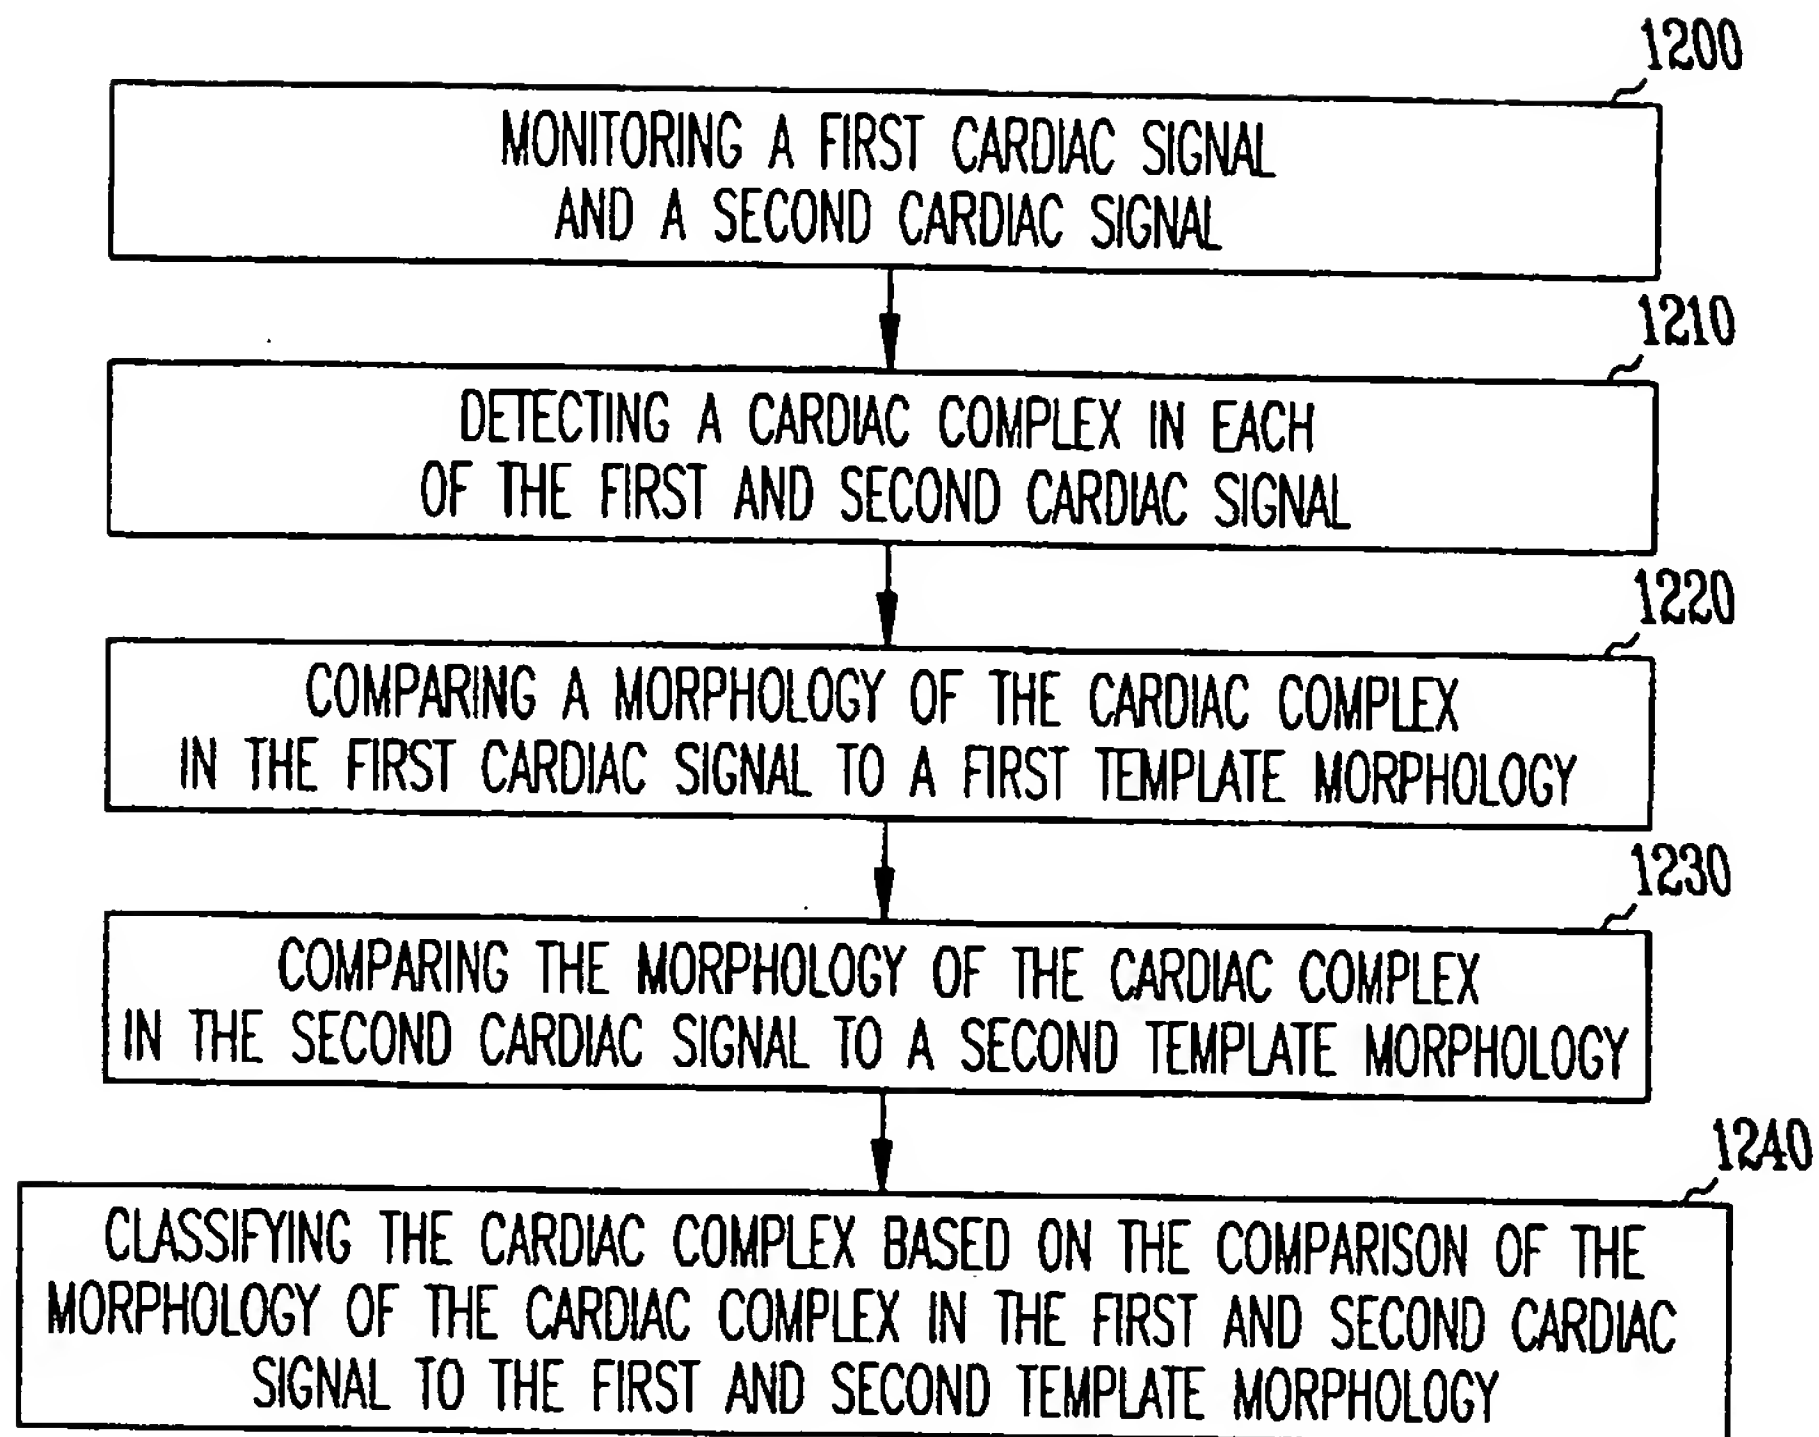 1200
MONITORING A FIRST CARDIAC SIGNAL
AND A SECOND CARDIAC SIGNAL
1210
DETECTING A CARDIAC COMPLEX IN EACH
OF THE FIRST AND SECOND CARDIAC SIGNAL
1220
COMPARING A MORPHOLOGY OF THE CARDIAC COMPLEX
IN THE FIRST CARDIAC SIGNAL TO A FIRST TEMPLATE MORPHOLOGY
1230
COMPARING THE MORPHOLOGY OF THE CARDIAC COMPLEX
IN THE SECOND CARDIAC SIGNAL TO A SECOND TEMPLATE MORPHOLOGY
1240
CLASSIFYING THE CARDIAC COMPLEX BASED ON THE COMPARISON OF THE
MORPHOLOGY OF THE CARDIAC COMPLEX IN THE FIRST AND SECOND CARDIAC
SIGNAL TO THE FIRST AND SECOND TEMPLATE MORPHOLOGY